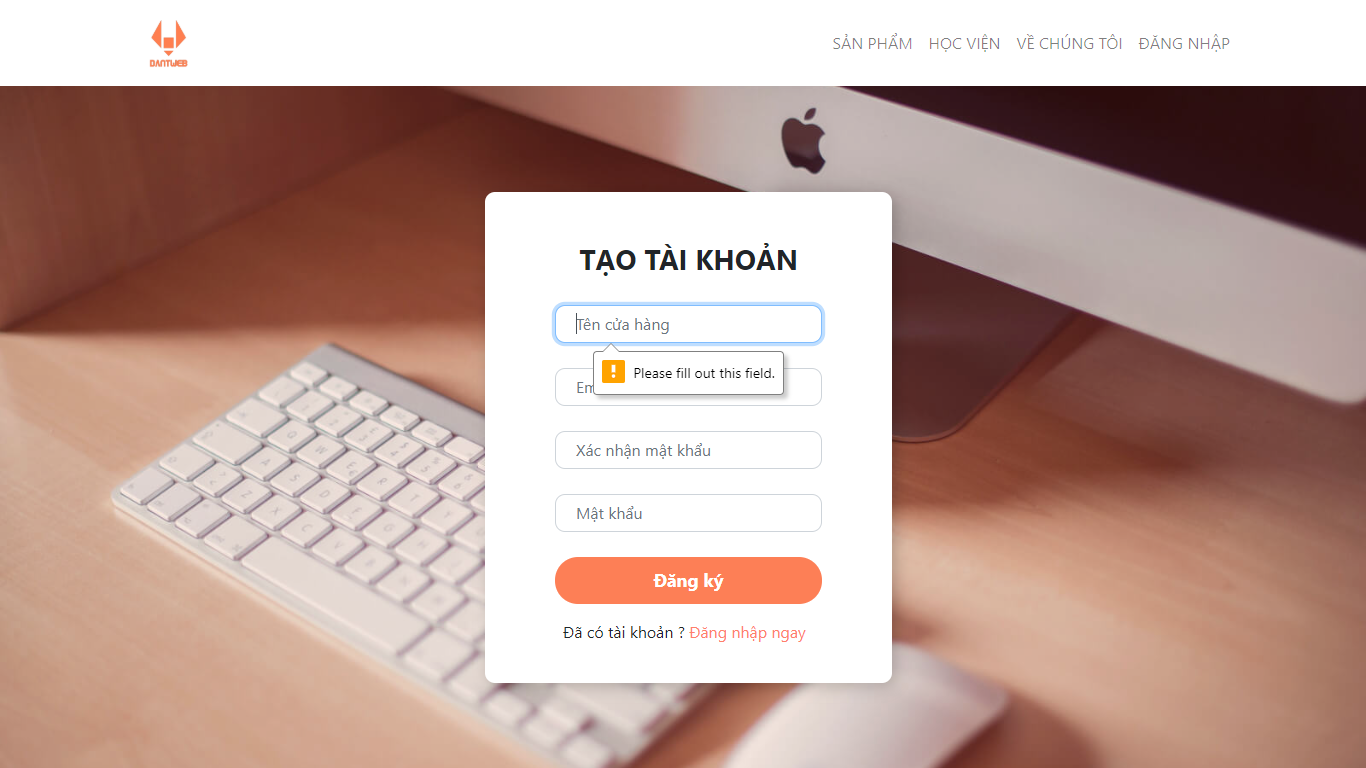 DANTWEB
SẢN PHẨM HỌC VIỆN VỀ CHÚNG TÔI ĐĂNG NHẬP
TẠO TÀI KHOẢN
Tên cửa hàng
Please fill out this field.
Xác nhận mật khẩu
Mật khẩu
Đăng ký
Đã có tài khoản ? Đăng nhập ngay